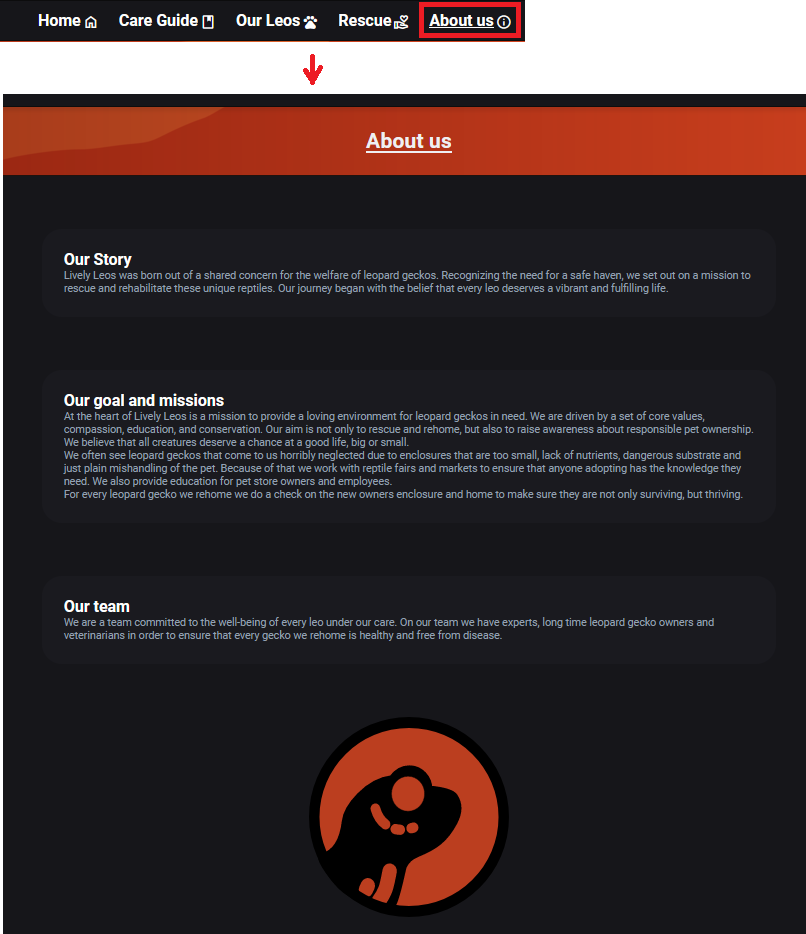 Home Care Guide Our Leos Rescue About us
About us
Our Story
Lively Leos was born out of a shared concern for the welfare of leopard geckos. Recognizing the need for a safe haven, we set out on a mission to
rescue and rehabilitate these unique reptiles. Our journey began with the belief that every leo deserves a vibrant and fulfilling life.
Our goal and missions
At the heart of Lively Leos is a mission to provide a loving environment for leopard geckos in need. We are driven by a set of core values,
compassion, education, and conservation. Our aim is not only to rescue and rehome, but also to raise awareness about responsible pet ownership.
We believe that all creatures deserve a chance at a good life, big or small.
We often see leopard geckos that come to us horribly neglected due to enclosures that are too small, lack of nutrients, dangerous substrate and
just plain mishandling of the pet. Because of that we work with reptile fairs and markets to ensure that anyone adopting has the knowledge they
need. We also provide education for pet store owners and employees.
For every leopard gecko we rehome we do a check on the new owners enclosure and home to make sure they are not only surviving, but thriving.
Our team
We are a team committed to the well-being of every leo under our care. On our team we have experts, long time leopard gecko owners and
veterinarians in order to ensure that every gecko we rehome is healthy and free from disease.